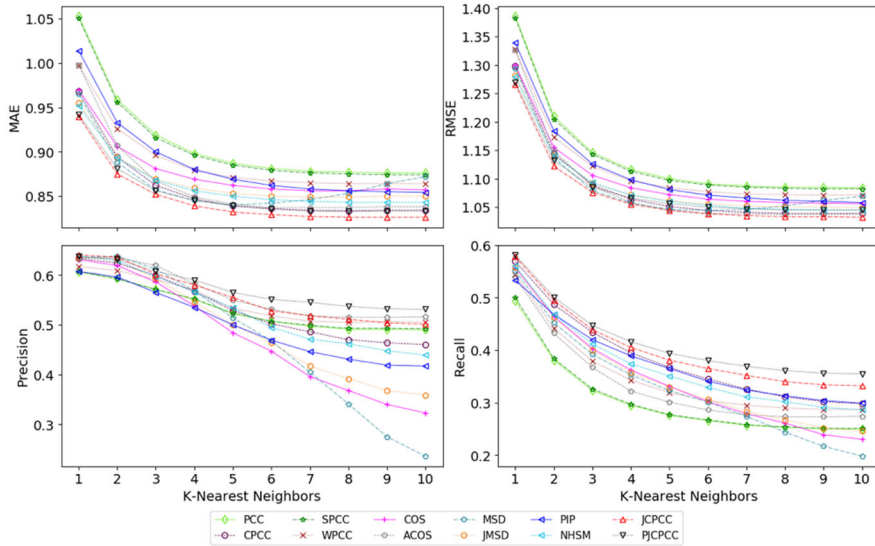 1.05
1.00
0.95
0.90
0.85
MAE
1.40
1.35
1.30
1.25
1.20
1.15
1.10
1.05
RMSE
0.6
0.5
0.4
0.3
Precision
1 2 3 4 5 6 7 8 9 10
K-Nearest Neighbors
0.6
0.5
0.4
0.3
0.2
Recall
1 2 3 4 5 6 7 8 9 10
K-Nearest Neighbors
PCC SPCC COS MSD PIP JCPCC
CPCC WPCC ACOS JMSD NHSM PJCPCC